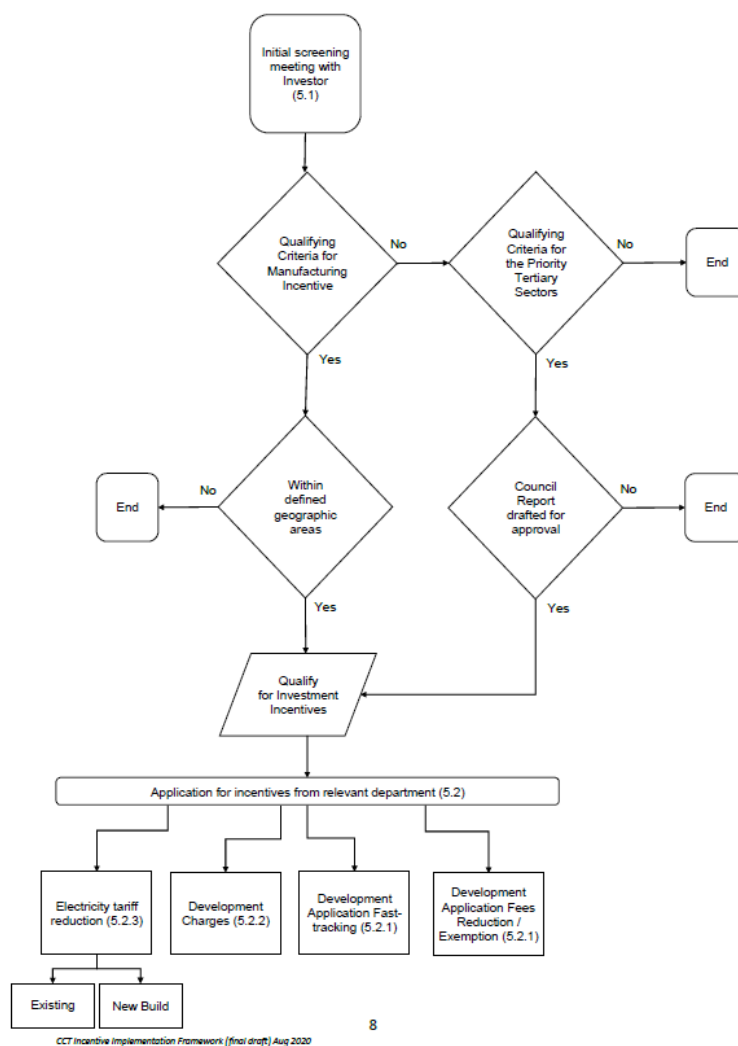 Initial screening
meeting with
Investor
(5.1)
Qualifying
Criteria for
Manufacturing
Incentive
No
Qualifying
Criteria for
the Priority
Tertiary
Sectors
No
End
Yes
Yes
End
No
Within
defined
geographic
areas
Council
Report
drafted for
approval
No
End
Yes
Yes
Qualify
for Investment
Incentives
Application for incentives from relevant department (5.2)
Electricity tariff
reduction (5.2.3)
Development
Charges (5.2.2)
Development
Application Fast-
tracking (5.2.1)
Development
Application Fees
Reduction /
Exemption (5.2.1)
Existing
New Build
8
CCT Incentive Implementation Framework (final draft) Aug 2020